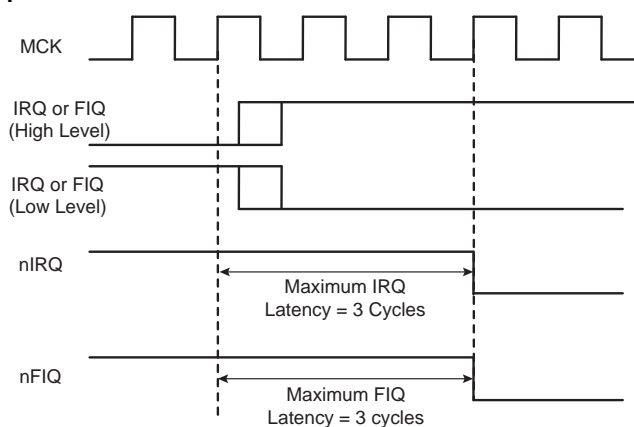 MCK
IRQ or FIQ
(High Level)
IRQ or FIQ
(Low Level)
nIRQ
Maximum IRQ
Latency = 3 Cycles
nFIQ
Maximum FIQ
Latency = 3 cycles